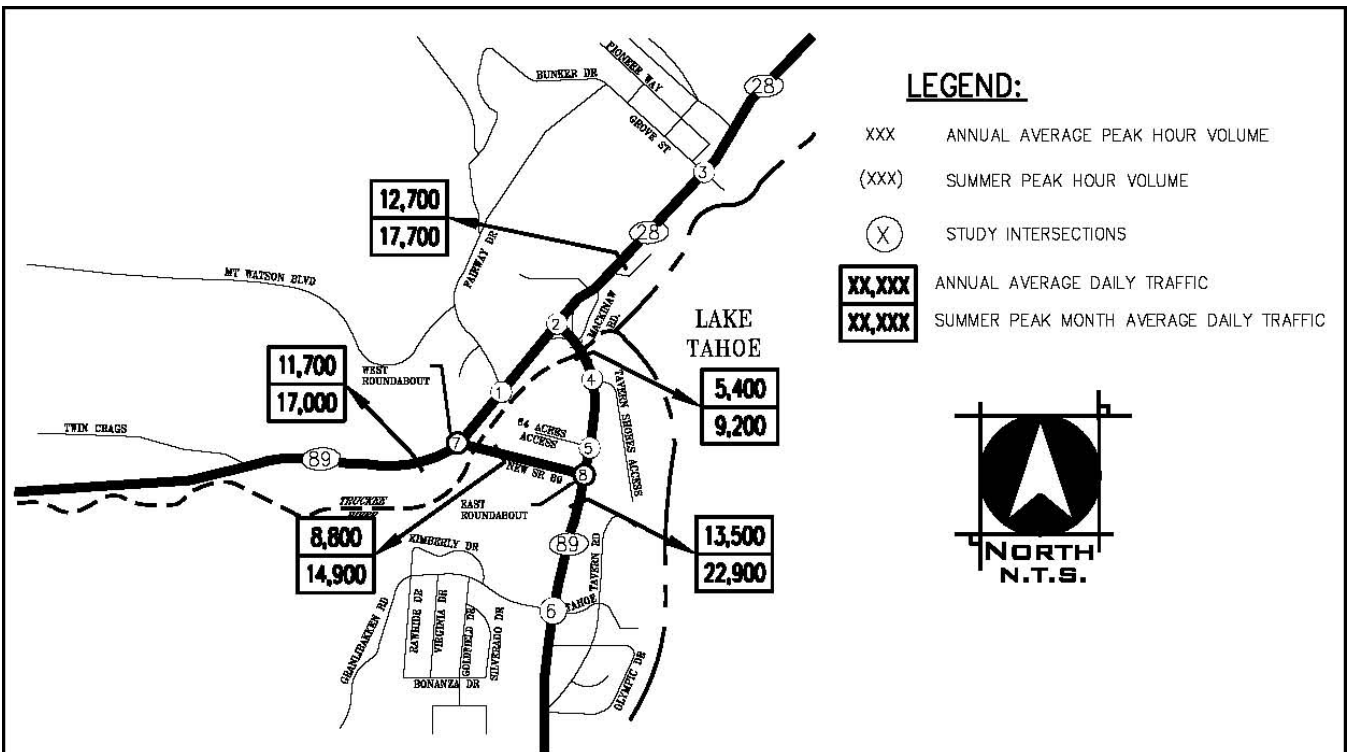 BUNKER DR
PIONEER WAY
GROVE ST
28
3
12,700
17,700
28
FAIRWAY DR
MT WATSON BLVD
2
MACKINAW
RD.
LAKE
TAHOE
11,700
17,000
WEST
ROUNDABOUT
1
4
5,400
9,200
TAVERN SHORES ACCESS
TWIN CRAGS
89
7
64 ACRES
ACCESS
5
NEW SR 89
8
TRUCKEE
RIVER
EAST
ROUNDABOUT
8,800
14,900
13,500
22,900
KIMBERLY DR
89
TAHOE TAVERN RD
6
GRANLIBAKKEN RD
RAWHIDE DR
VIRGINIA DR
GOLDFIELD DR
SILVERADO DR
BONANZA DR
OLYMPIC DR
LEGEND:
XXX ANNUAL AVERAGE PEAK HOUR VOLUME
(XXX) SUMMER PEAK HOUR VOLUME
X STUDY INTERSECTIONS
XX,XXX ANNUAL AVERAGE DAILY TRAFFIC
XX,XXX SUMMER PEAK MONTH AVERAGE DAILY TRAFFIC
NORTH
N.T.S.